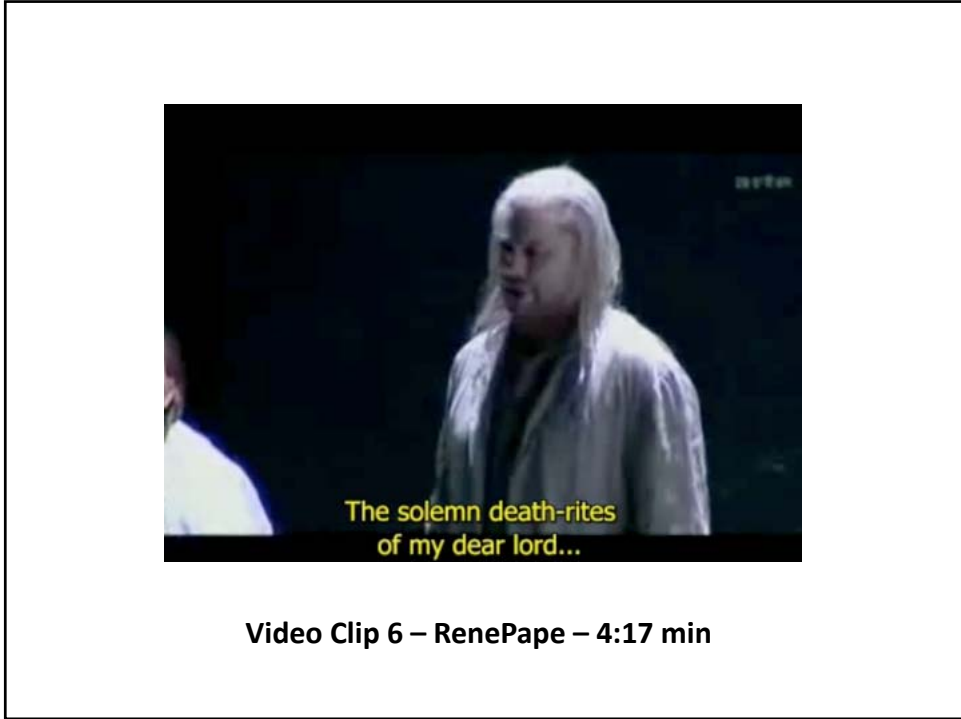 arte
The solemn death-rites
of my dear lord...
Video Clip 6 – RenePape – 4:17 min